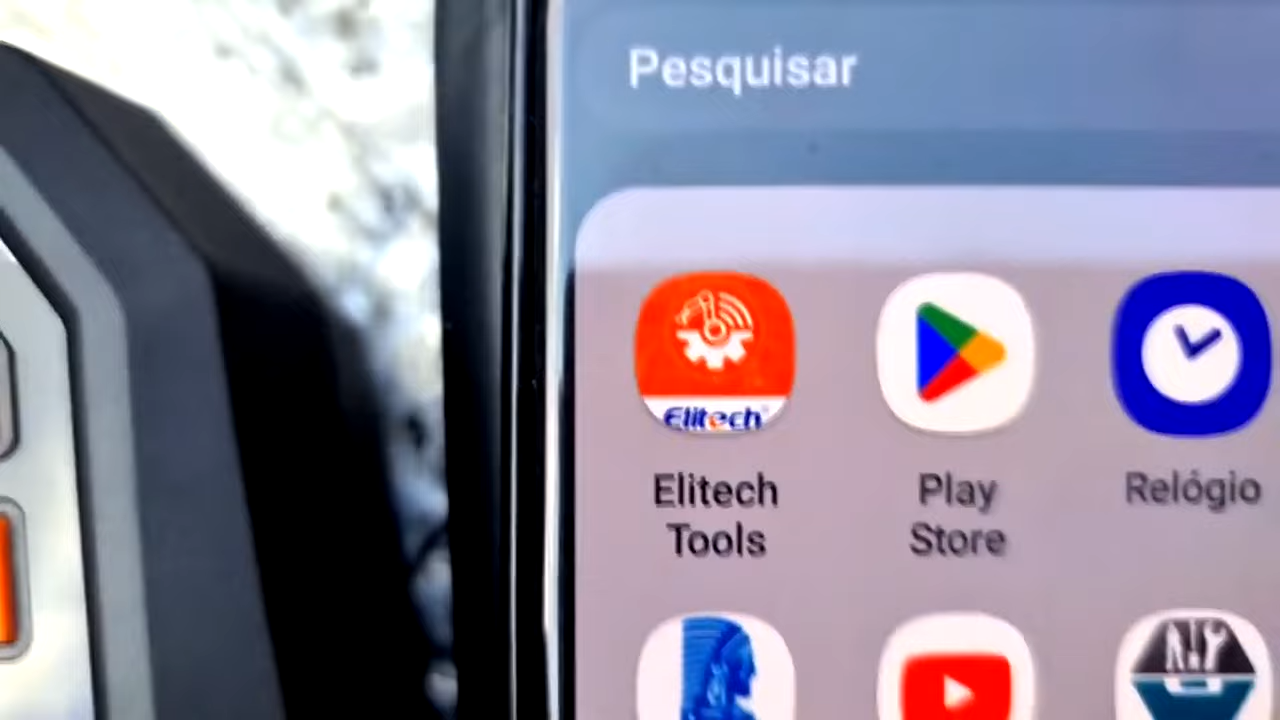 Pesquisar
Elitech
Elitech
Tools
Play
Store
Relógio